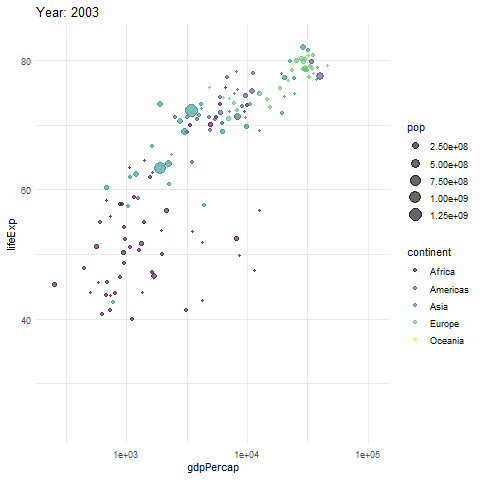 Year: 2003
80
60
40
lifeExp
1e+03
1e+04
1e+05
gdpPercap
pop
2.50e+08
5.00e+08
7.50e+08
1.00e+09
1.25e+09
continent
Africa
Americas
Asia
Europe
Oceania